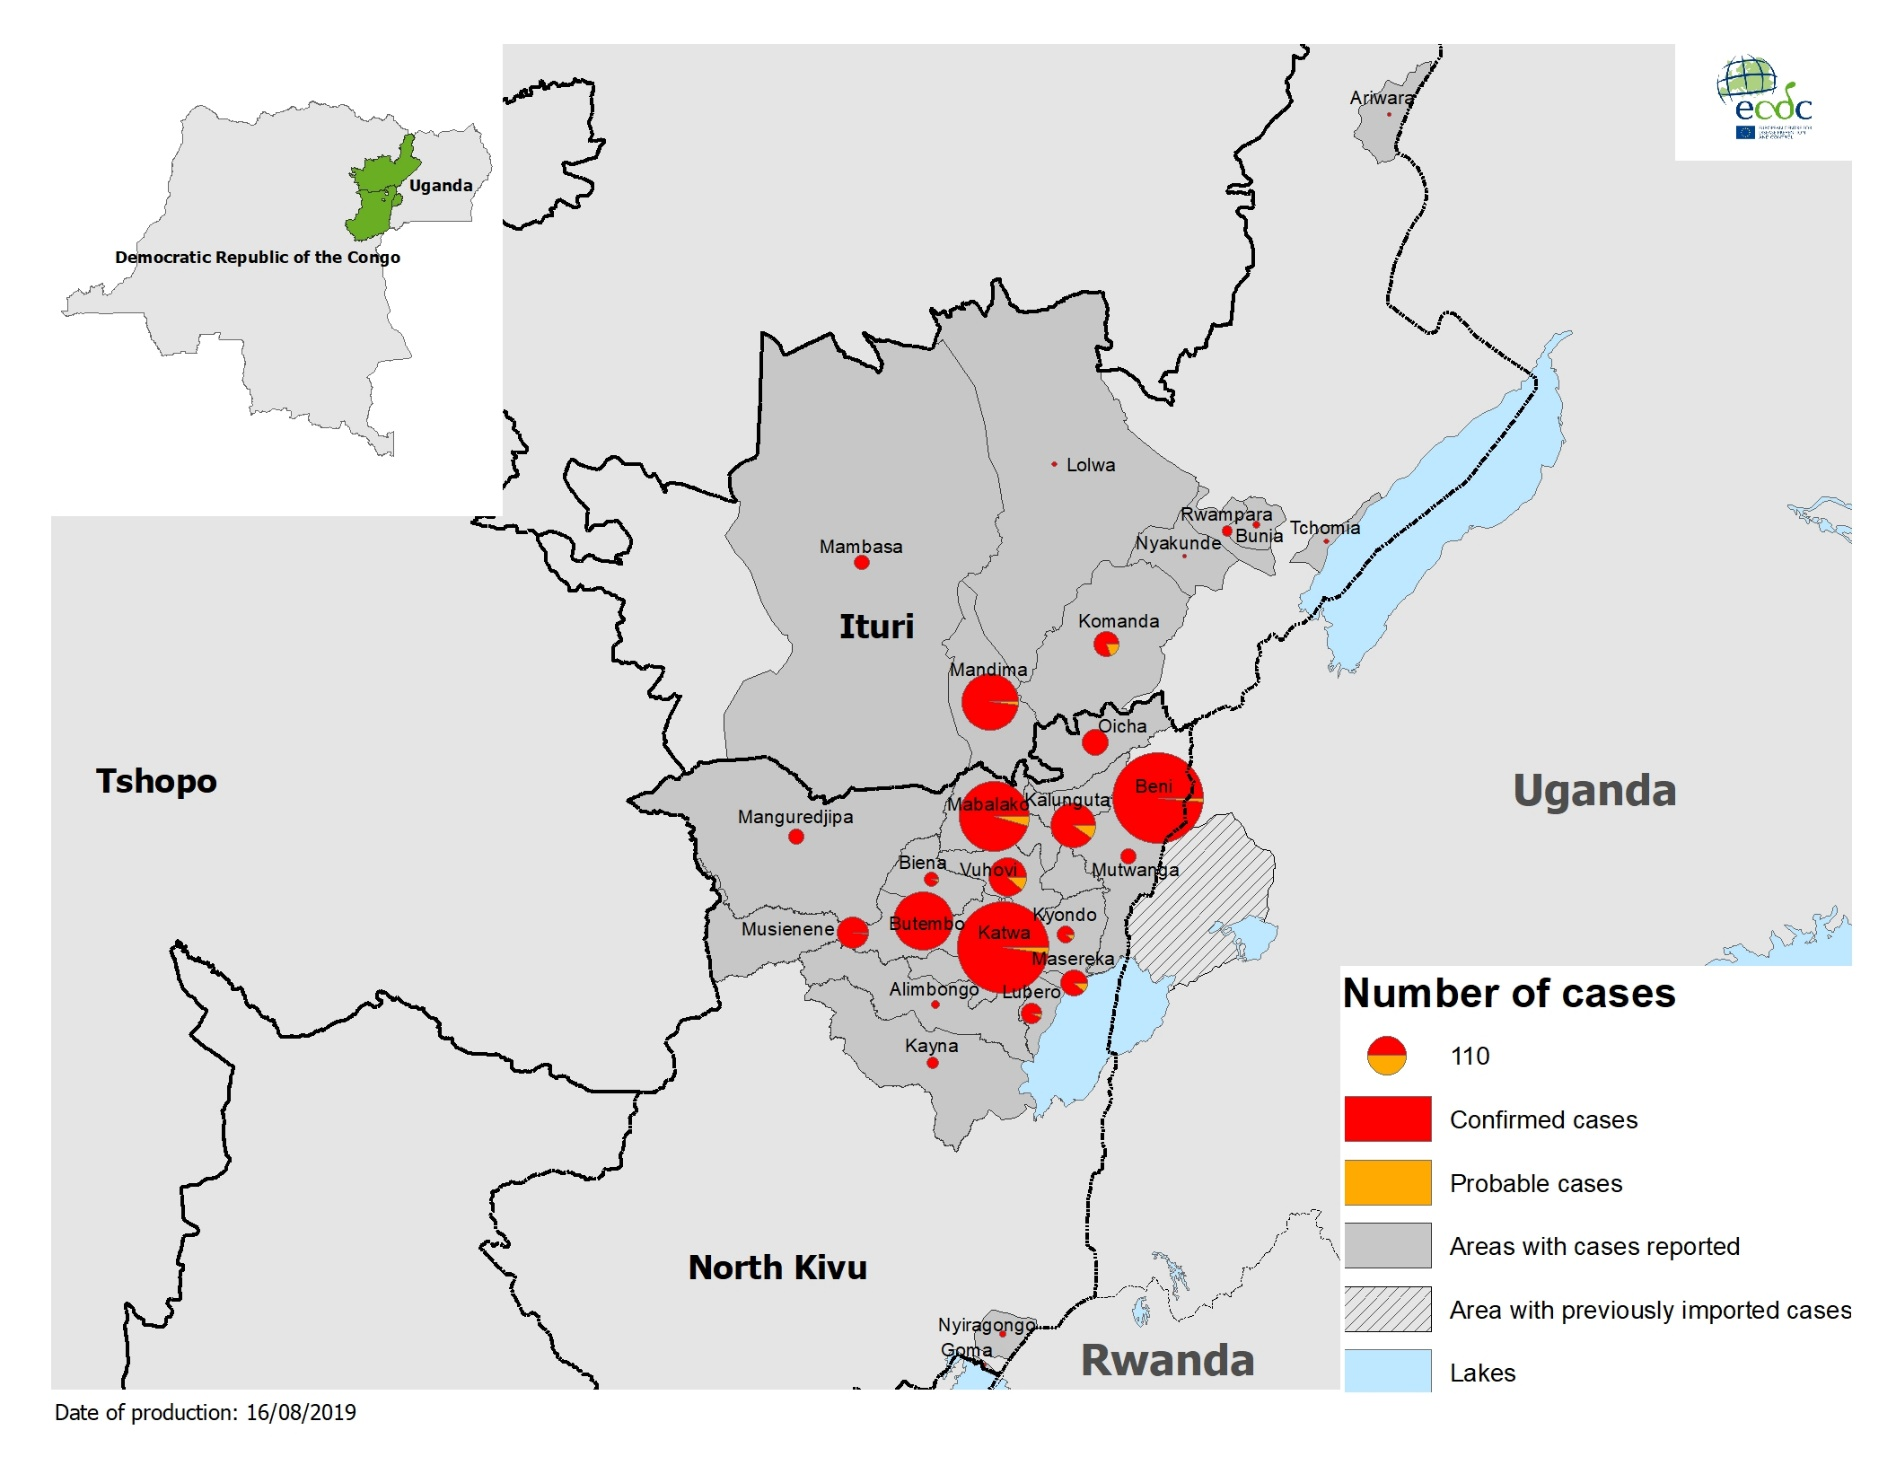 Ariwara
ecdc
Uganda
Democratic Republic of the Congo
Lolwa
Rwampara
Tchomia
Bunia
Nyakunde
Mambasa
Komanda
Ituri
Mandima
Oicha
Tshopo
Beni
Uganda
Mabalako
Kalunguta
Manguredjipa
Biena
Vuhovi
Mutwanga
Kyondo
Butembo
Musienene
Katwa
Masereka
Alimbongo
Lubero
Kayna
Number of cases
110
Confirmed cases
Probable cases
Areas with cases reported
North Kivu
Area with previously imported cases
Nyiragongo
Goma
Rwanda
Lakes
Date of production: 16/08/2019